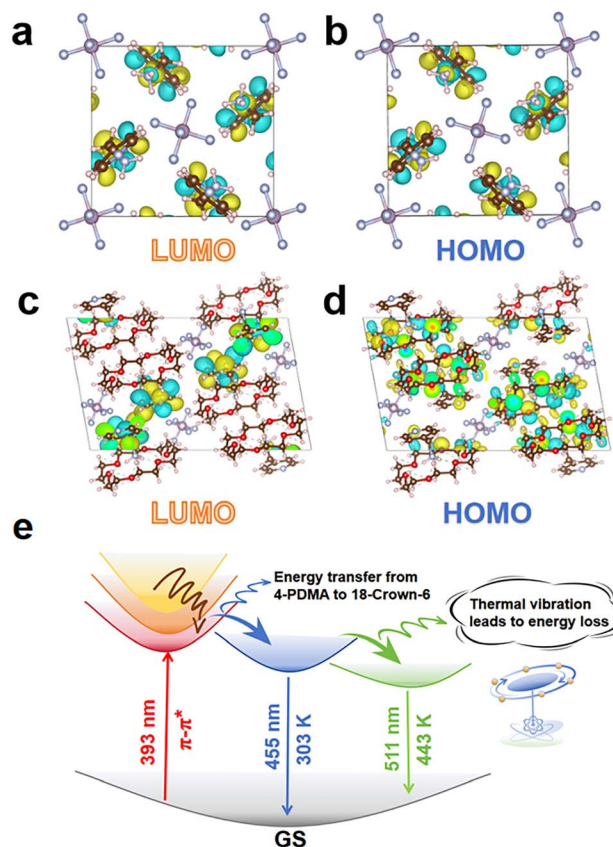 a
b
LUMO
HOMO
c
d
LUMO
HOMO
e
Energy transfer from
4-PDMA to 18-Crown-6
Thermal vibration
leads to energy loss
393 nm
π-π*
455 nm
303 K
511 nm
443 K
GS